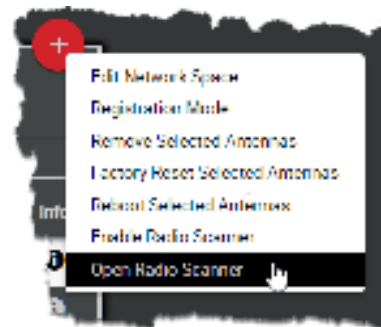 Edit Network Space
Registration Mode
Remove Selected Antennas
Factory Reset Selected Antennas
Reboot Selected Antennas
Enable Radio Scanner
Info
Open Radio Scanner